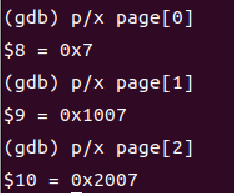 (gdb) p/x page[0]
$8 = 0x7
(gdb) p/x page[1]
$9 = 0x1007
(gdb) p/x page[2]
$10 = 0x2007